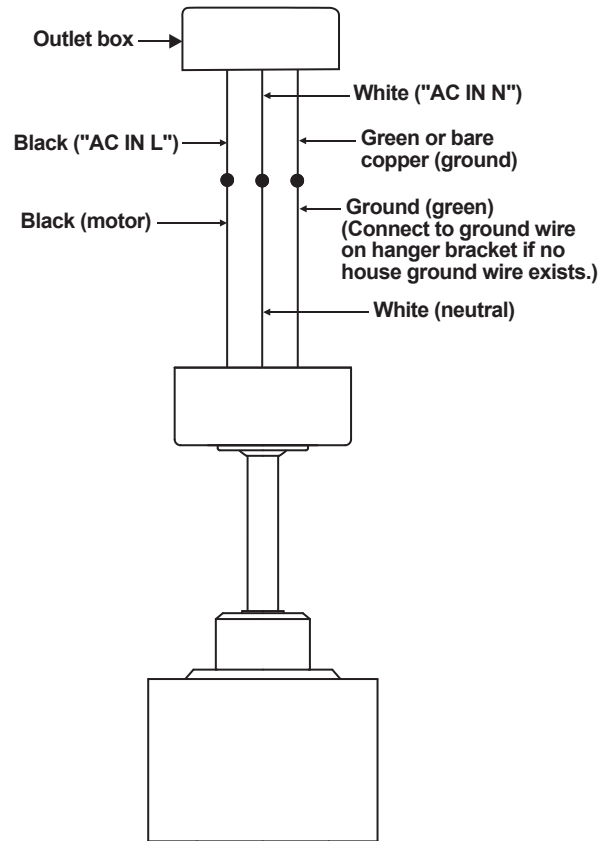 Outlet box
White ("AC IN N")
Black ("AC IN L")
Green or bare
copper (ground)
Black (motor)
Ground (green)
(Connect to ground wire
on hanger bracket if no
house ground wire exists.)
White (neutral)